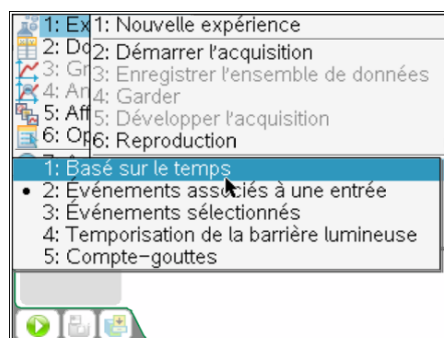 1: Ex
2: Do
3: Gr
4: An
5: Aff
6: Op
1: Nouvelle expérience
2: Démarrer l'acquisition
3: Enregistrer l'ensemble de données
4: Garder
5: Développer l'acquisition
6: Reproduction
1: Basé sur le temps
2: Événements associés à une entrée
3: Événements sélectionnés
4: Temporisation de la barrière lumineuse
5: Compte-gouttes